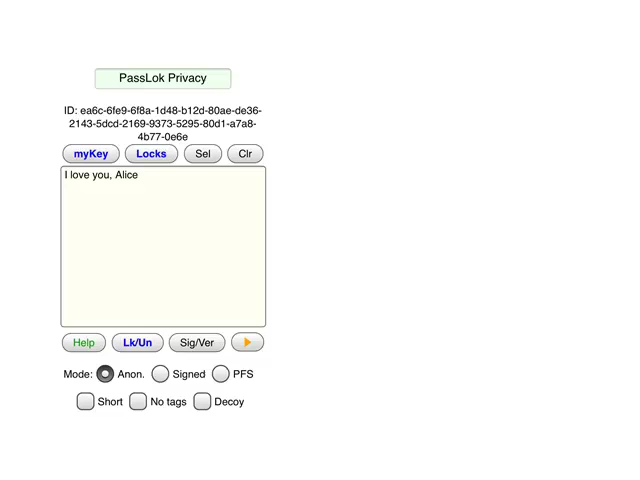 PassLok Privacy
ID: ea6c-6fe9-6f8a-1d48-b12d-80ae-de36-
2143-5dcd-2169-9373-5295-80d1-a7a8-
4b77-0e6e
myKey Locks Sel Clr
I love you, Alice
Help Lk/Un Sig/Ver
Mode: Anon. Signed PFS
Short No tags Decoy